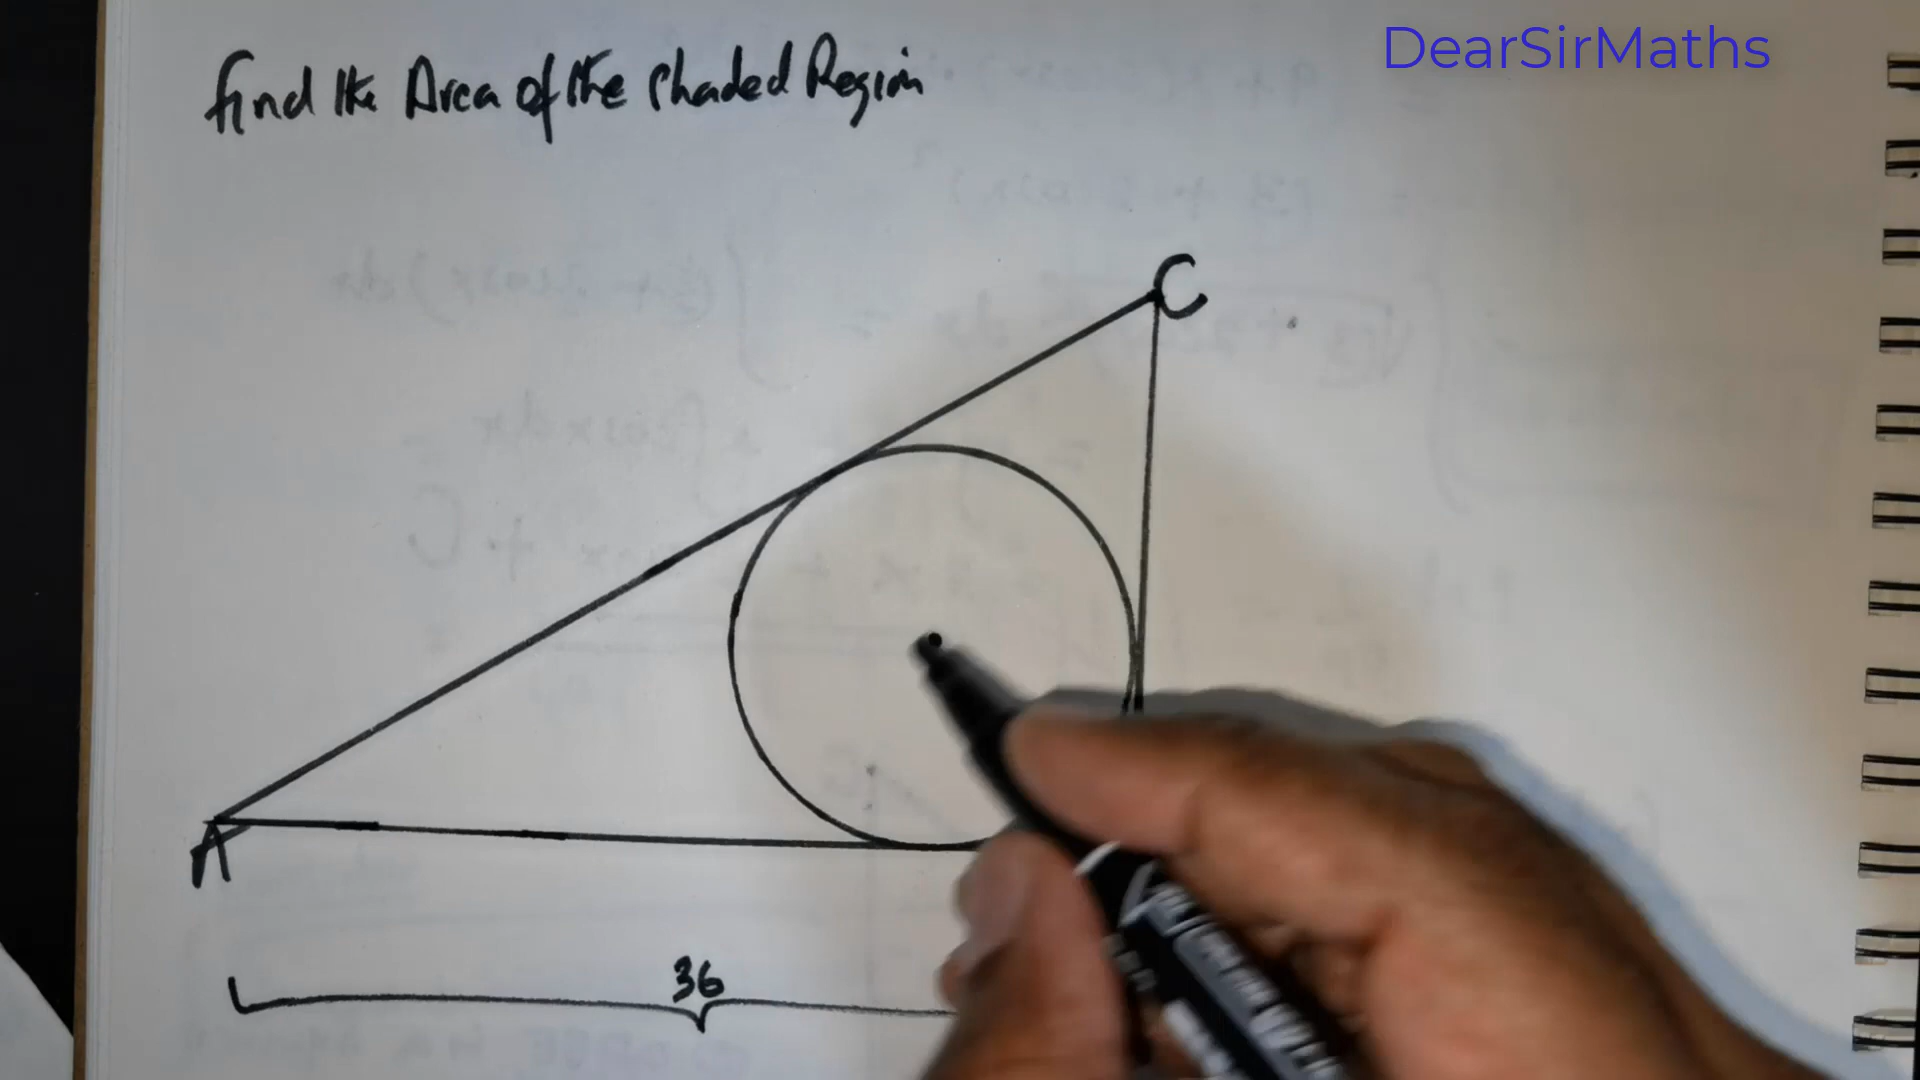 DearSirMaths
find the Area of the Shaded Region
C
A
36